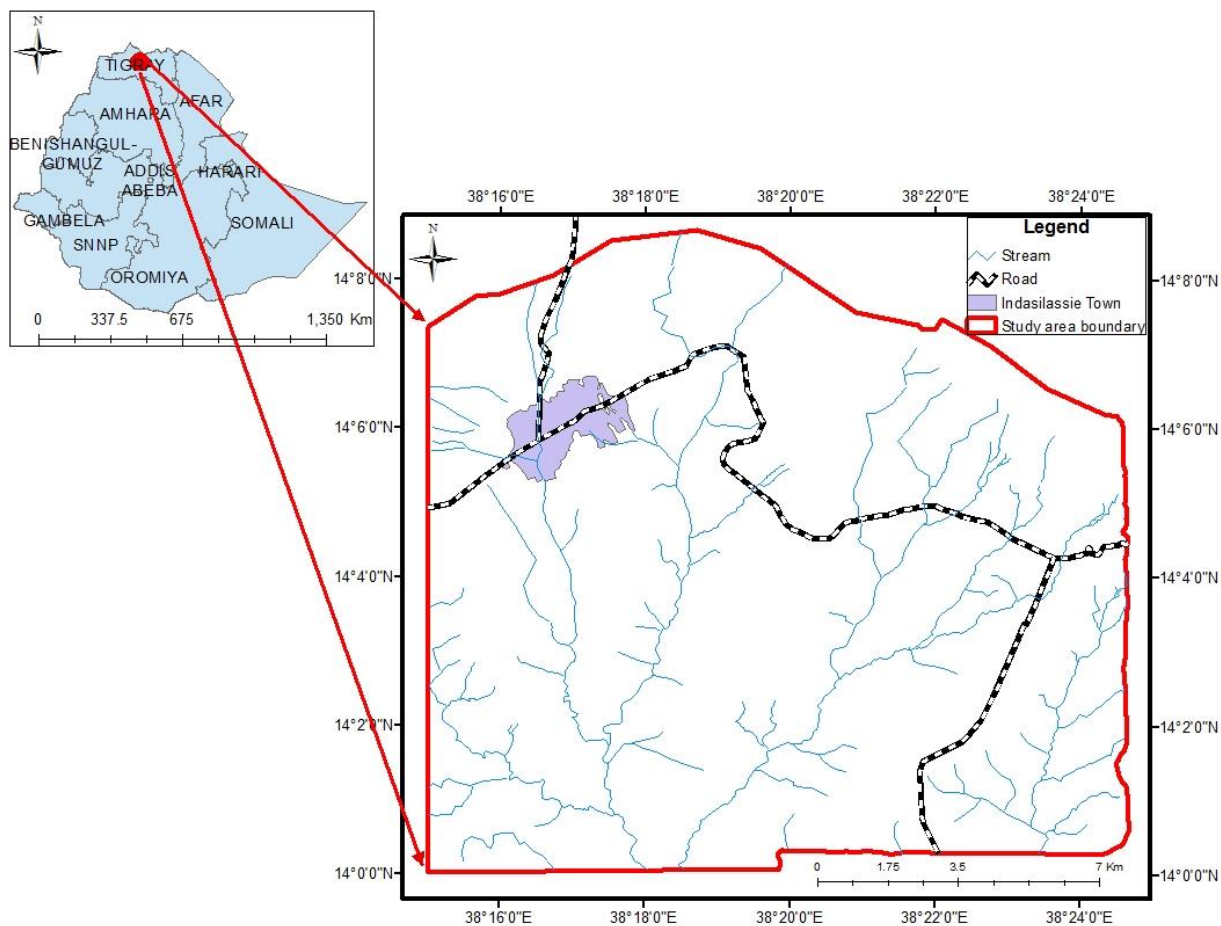 N
TIGRAY
AFAR
AMHARA
BENISHANGUL-
GUMUZ
ADDIS
ABEBA
HARARI
GAMBELA
SOMALI
SNNP
OROMIYA
0 337.5 675 1,350 Km
38°16'0"E 38°18'0"E 38°20'0"E 38°22'0"E 38°24'0"E
N
Legend
Stream
Road
Indasilassie Town
Study area boundary
14°8'0"N 14°8'0"N
14°6'0"N 14°6'0"N
14°4'0"N 14°4'0"N
14°2'0"N 14°2'0"N
14°0'0"N 14°0'0"N
0 1.75 3.5 7 Km
38°16'0"E 38°18'0"E 38°20'0"E 38°22'0"E 38°24'0"E